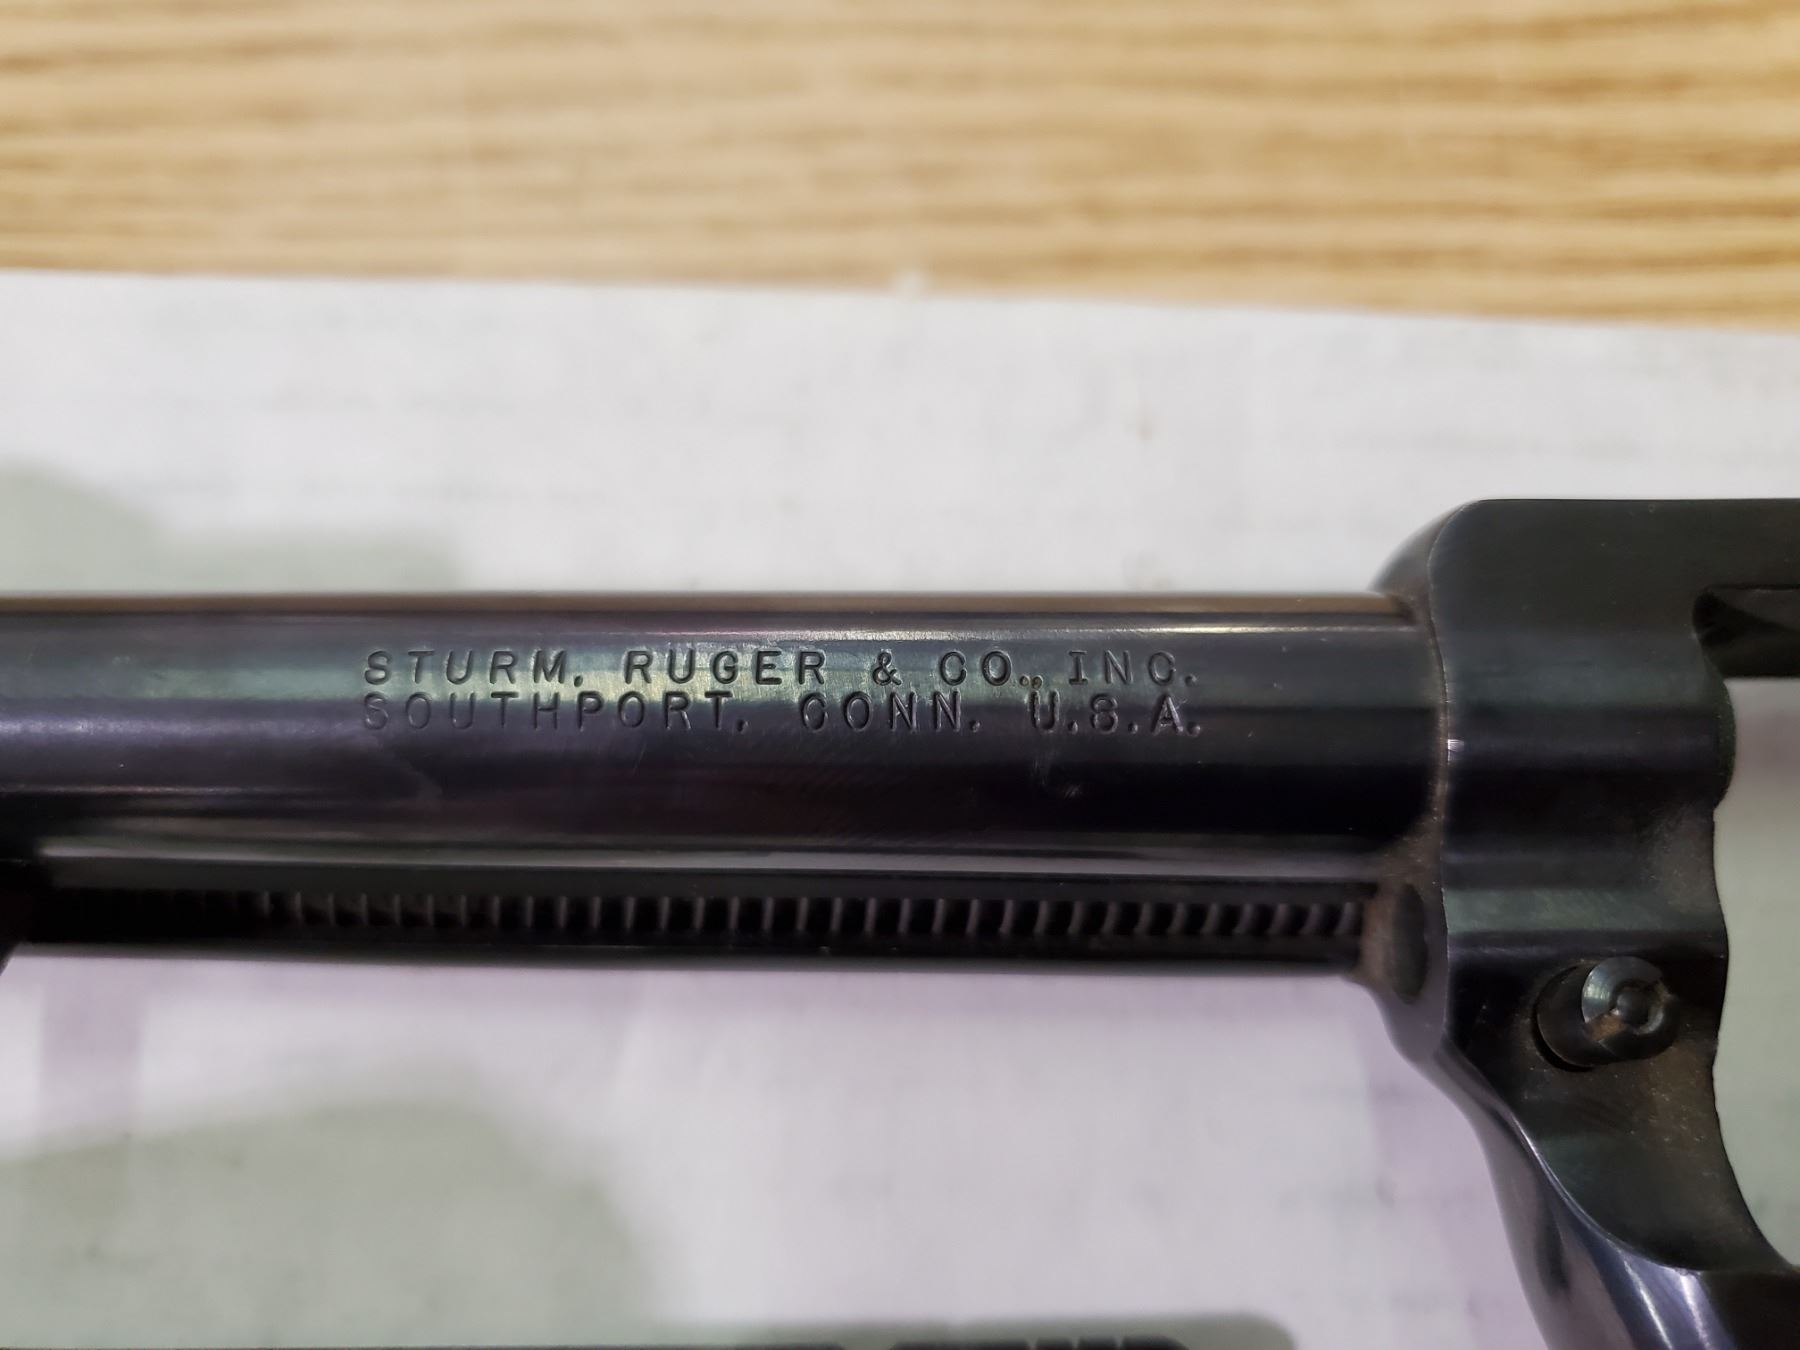 STURM, RUGER & CO., INC.
SOUTHPORT, CONN. U.S.A.